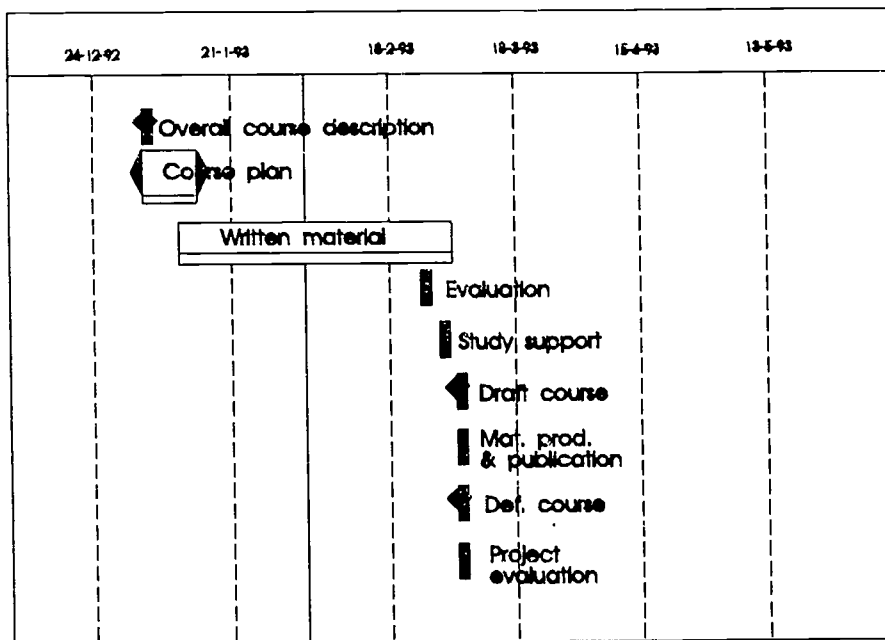 24-12-92 21-1-93 18-2-93 18-3-93 15-4-93 13-5-93
Overall course description
Course plan
Written material
Evaluation
Study support
Draft course
Mat. prod.
& publication
Def. course
Project
evaluation